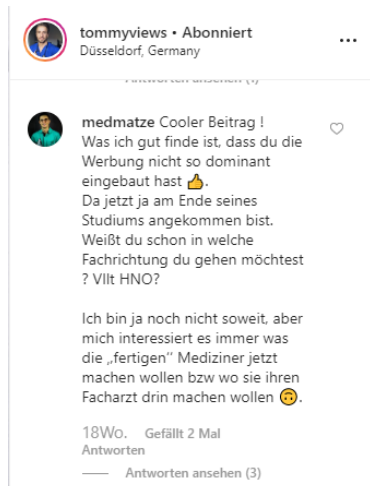 tommyviews • Abonniert
Düsseldorf, Germany
Antworten ansehen (1)
medmatze Cooler Beitrag !
Was ich gut finde ist, dass du die
Werbung nicht so dominant
eingebaut hast 👍.
Da jetzt ja am Ende seines
Studiums angekommen bist.
Weißt du schon in welche
Fachrichtung du gehen möchtest
? Vllt HNO?
Ich bin ja noch nicht soweit, aber
mich interessiert es immer was
die ,,fertigen´´ Mediziner jetzt
machen wollen bzw wo sie ihren
Facharzt drin machen wollen 🙃.
18Wo. Gefällt 2 Mal
Antworten
Antworten ansehen (3)